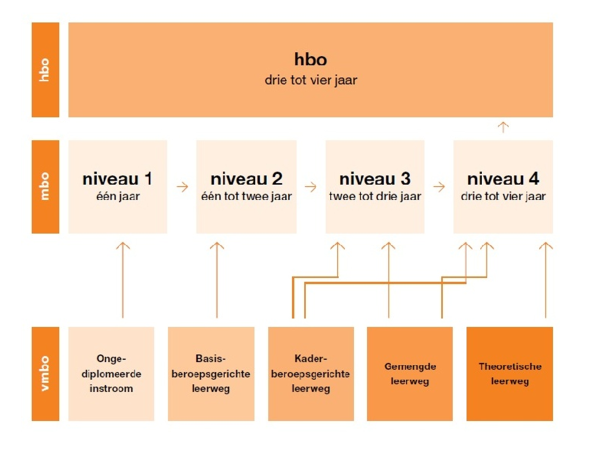 hbo
hbo
drie tot vier jaar
mbo
niveau 1
één jaar
niveau 2
één tot twee jaar
niveau 3
twee tot drie jaar
niveau 4
drie tot vier jaar
vmbo
Onge-
diplomeerde
instroom
Basis-
beroepsgerichte
leerweg
Kader-
beroepsgerichte
leerweg
Gemengde
leerweg
Theoretische
leerweg